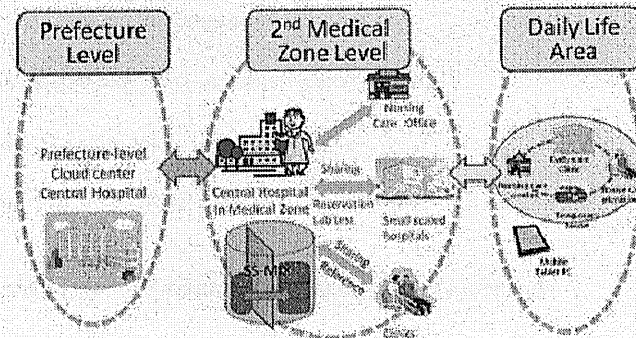 Prefecture
Level
2nd Medical
Zone Level
Daily Life
Area
Prefecture-level
Cloud center
Central Hospital
Nursing
Care Office
Central Hospital
In Medical Zone
Sharing
Reservation
Lab test
Small scaled
hospitals
SS-MIX
Sharing
Reference
Clinics
Mobile
Tablet PC